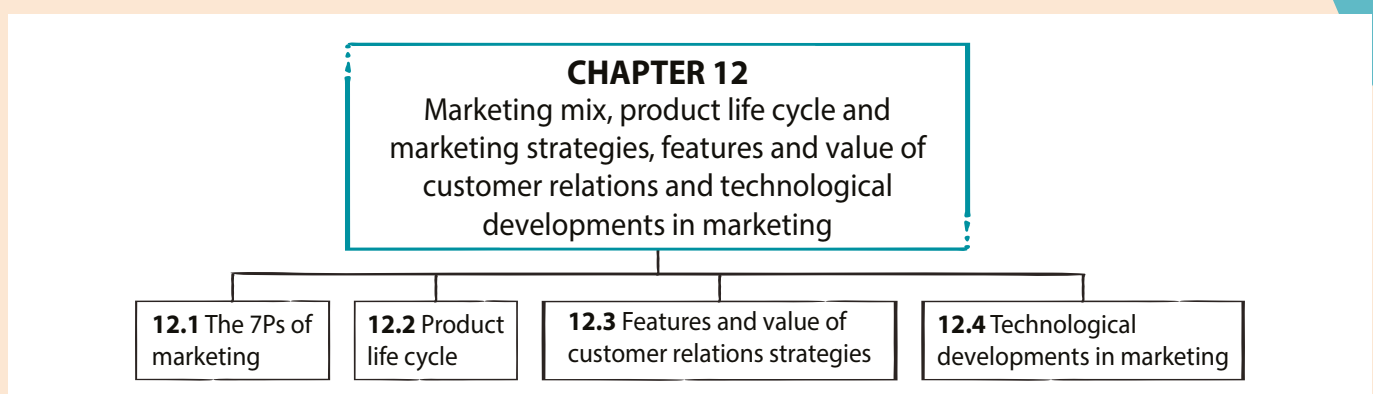 CHAPTER 12
Marketing mix, product life cycle and
marketing strategies, features and value of
customer relations and technological
developments in marketing
12.1 The 7Ps of
marketing
12.2 Product
life cycle
12.3 Features and value of
customer relations strategies
12.4 Technological
developments in marketing